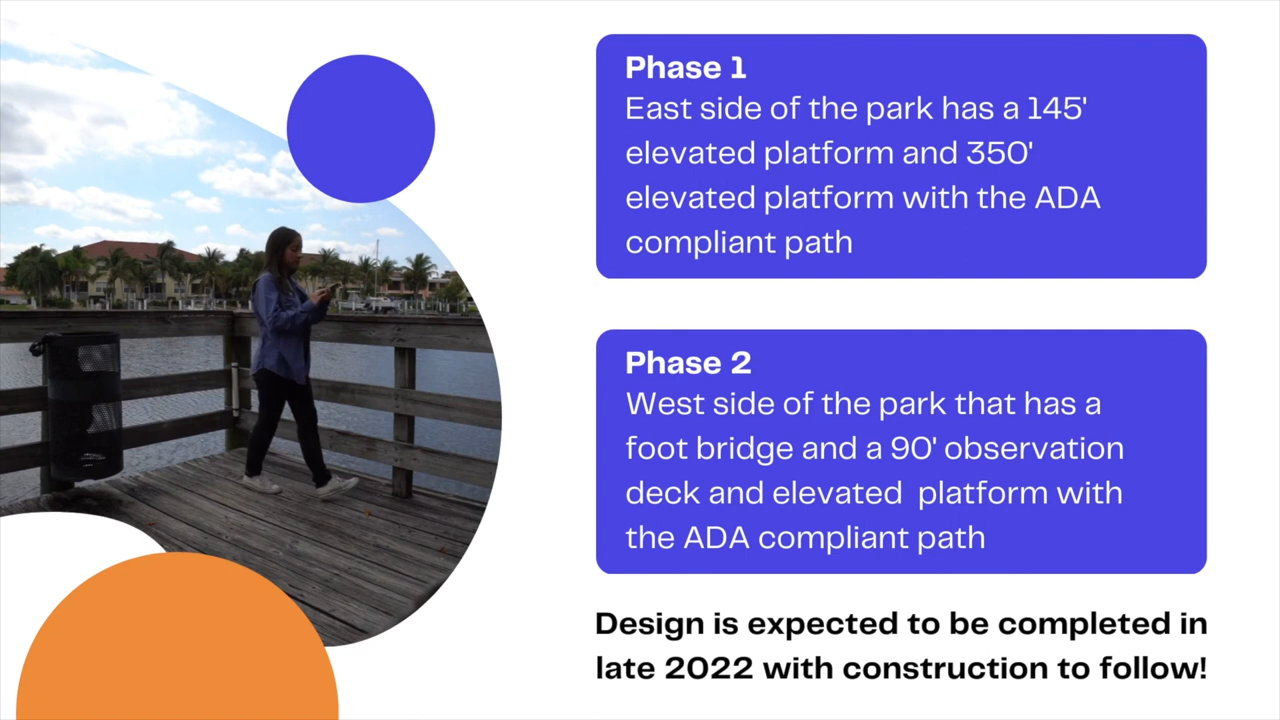 Phase 1
East side of the park has a 145'
elevated platform and 350'
elevated platform with the ADA
compliant path
Phase 2
West side of the park that has a
foot bridge and a 90' observation
deck and elevated  platform with
the ADA compliant path
Design is expected to be completed in
late 2022 with construction to follow!